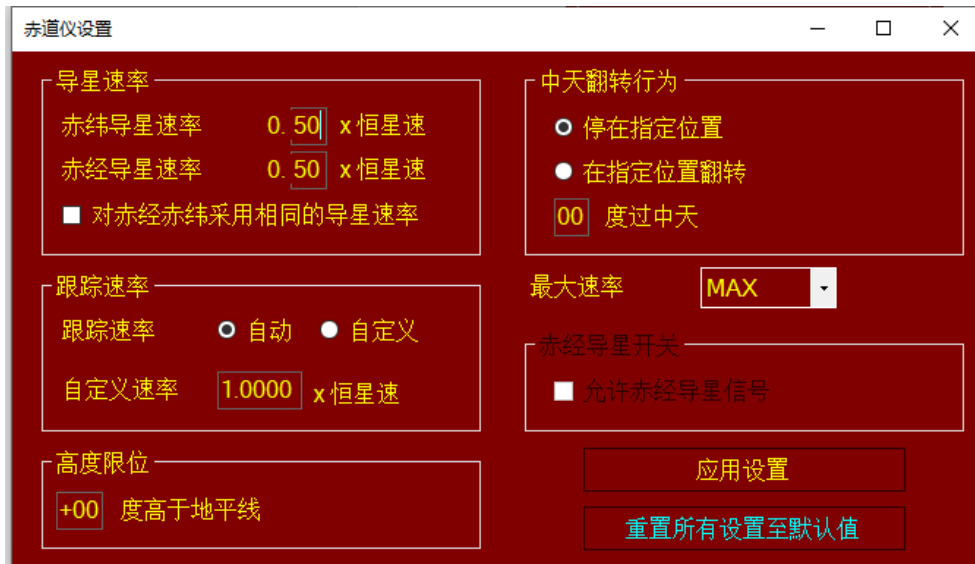 赤道仪设置
导星速率
赤纬导星速率 0. 50 x 恒星速
赤经导星速率 0. 50 x 恒星速
对赤经赤纬采用相同的导星速率
跟踪速率
跟踪速率 自动 自定义
自定义速率 1.0000 x 恒星速
高度限位
+00 度高于地平线
中天翻转行为
停在指定位置
在指定位置翻转
00 度过中天
最大速率 MAX
赤经导星开关
允许赤经导星信号
应用设置
重置所有设置至默认值